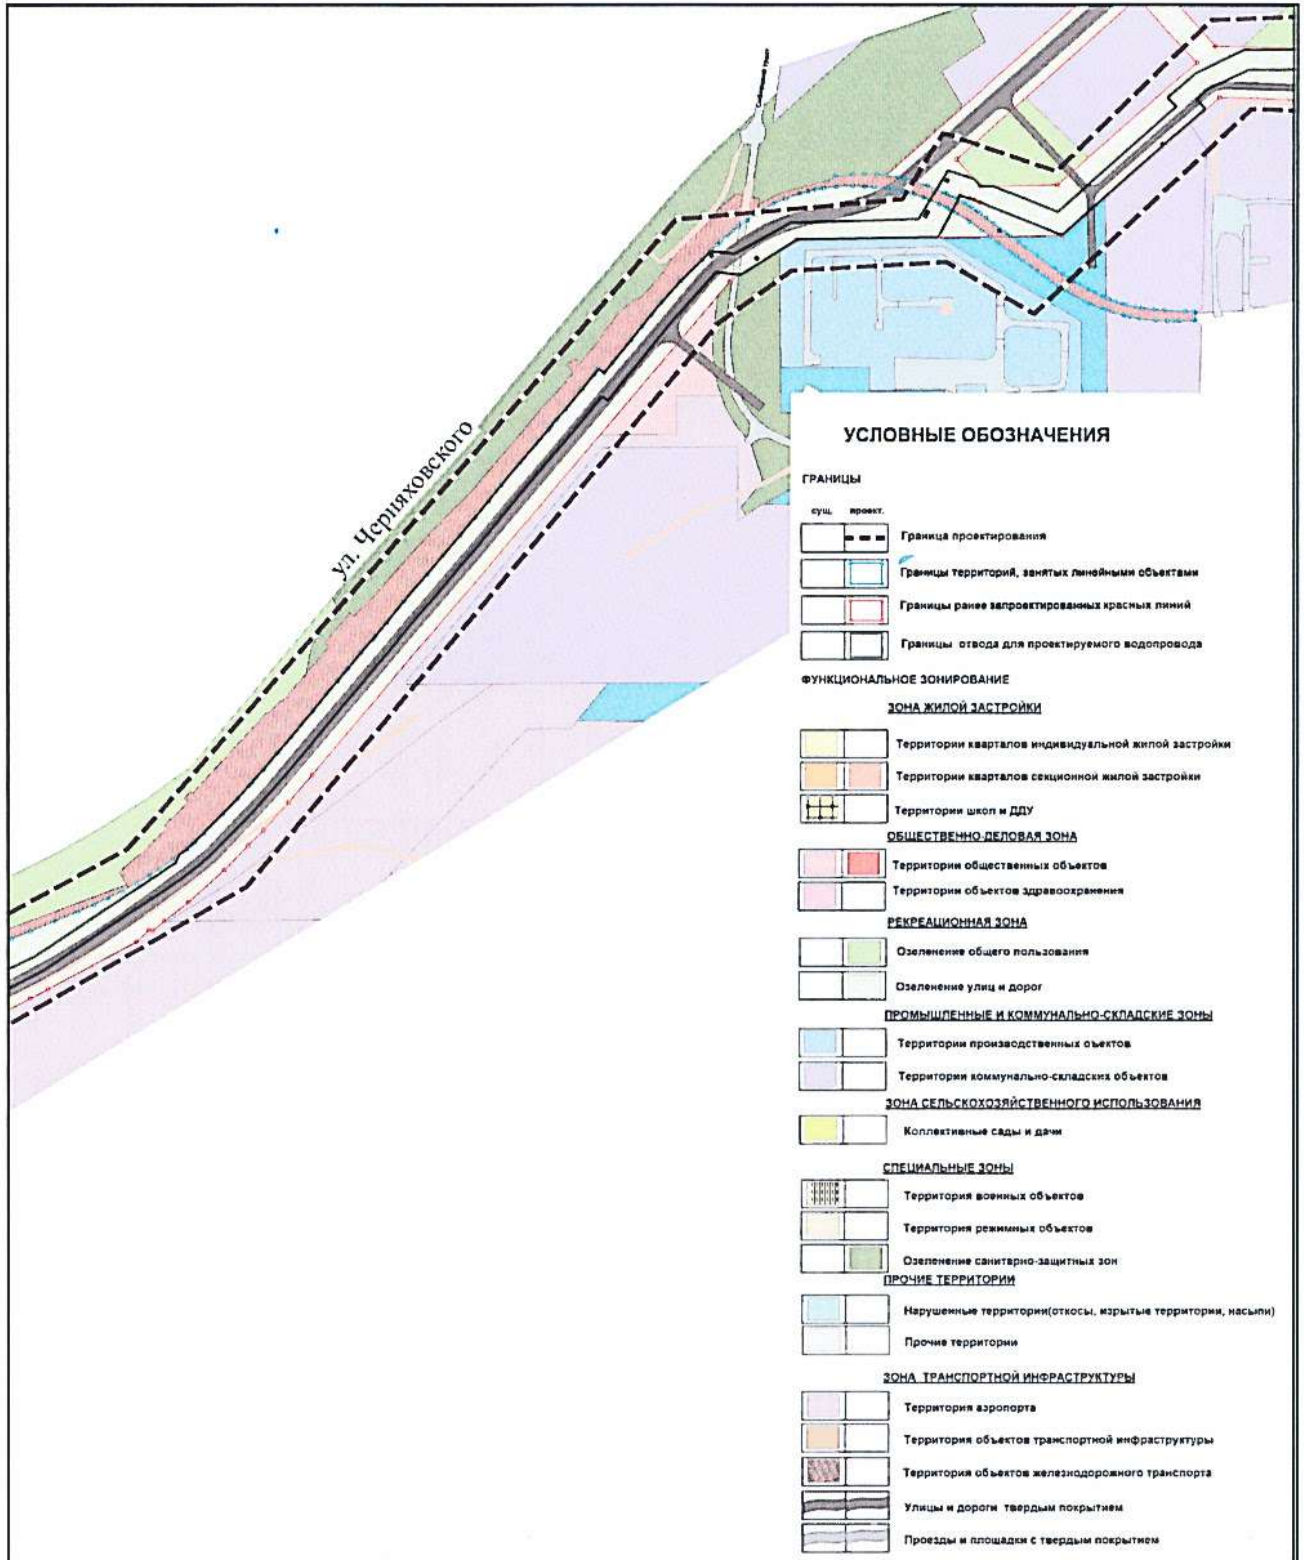 ул. Черняховского
УСЛОВНЫЕ ОБОЗНАЧЕНИЯ
ГРАНИЦЫ
сущ. проект.
Граница проектирования
Границы территорий, занятых линейными объектами
Границы ранее запроектированных красных линий
Границы отвода для проектируемого водопровода
ФУНКЦИОНАЛЬНОЕ ЗОНИРОВАНИЕ
ЗОНА ЖИЛОЙ ЗАСТРОЙКИ
Территории кварталов индивидуальной жилой застройки
Территории кварталов секционной жилой застройки
Территории школ и ДДУ
ОБЩЕСТВЕННО-ДЕЛОВАЯ ЗОНА
Территории общественных объектов
Территории объектов здравоохранения
РЕКРЕАЦИОННАЯ ЗОНА
Озеленение общего пользования
Озеленение улиц и дорог
ПРОМЫШЛЕННЫЕ И КОММУНАЛЬНО-СКЛАДСКИЕ ЗОНЫ
Территории производственных оъектов
Территории коммунально-складских объектов
ЗОНА СЕЛЬСКОХОЗЯЙСТВЕННОГО ИСПОЛЬЗОВАНИЯ
Коллективные сады и дачи
СПЕЦИАЛЬНЫЕ ЗОНЫ
Территория военных объектов
Территория режимных объектов
Озеленение санитарно-защитных зон
ПРОЧИЕ ТЕРРИТОРИИ
Нарушенные территории(откосы, изрытые территории, насыпи)
Прочие территории
ЗОНА ТРАНСПОРТНОЙ ИНФРАСТРУКТУРЫ
Территория аэропорта
Территория объектов транспортной инфраструктуры
Территория объектов железнодорожного транспорта
Улицы и дороги твердым покрытием
Проезды и площадки с твердым покрытием